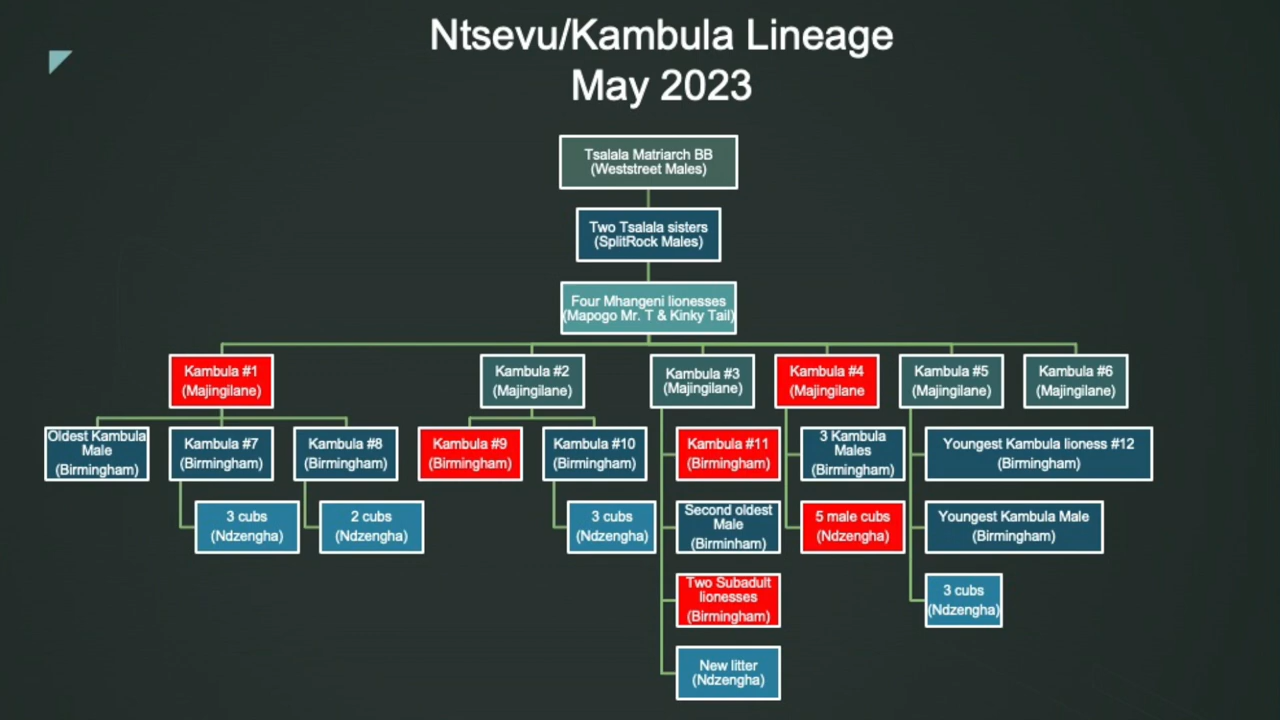 Ntsevu/Kambula Lineage
May 2023
Tsalala Matriarch BB
(Weststreet Males)
Two Tsalala sisters
(SplitRock Males)
Four Mhangeni lionesses
(Mapogo Mr. T & Kinky Tail)
Kambula #1
(Majingilane)
Kambula #2
(Majingilane)
Kambula #3
(Majingilane)
Kambula #4
(Majingilane
Kambula #5
(Majingilane)
Kambula #6
(Majingilane)
Oldest Kambula
Male
(Birmingham)
Kambula #7
(Birmingham)
Kambula #8
(Birmingham)
Kambula #9
(Birmingham)
Kambula #10
(Birmingham)
Kambula #11
(Birmingham)
3 Kambula
Males
(Birmingham)
Youngest Kambula lioness #12
(Birmingham)
3 cubs
(Ndzengha)
2 cubs
(Ndzengha)
3 cubs
(Ndzengha)
Second oldest
Male
(Birminham)
5 male cubs
(Ndzengha)
Youngest Kambula Male
(Birmingham)
Two Subadult
lionesses
(Birmingham)
3 cubs
(Ndzengha)
New litter
(Ndzengha)